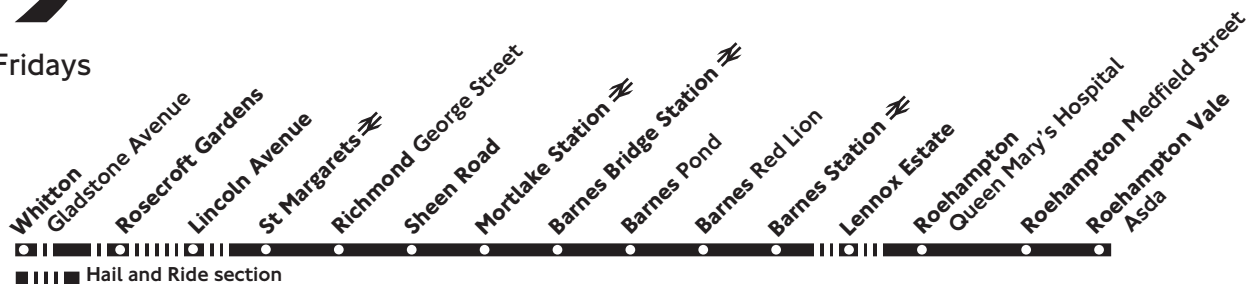 Fridays
Whitton
Gladstone Avenue
Rosecroft Gardens
Lincoln Avenue
St Margarets
Richmond George Street
Sheen Road
Mortlake Station
Barnes Bridge Station
Barnes Pond
Barnes Red Lion
Barnes Station
Lennox Estate
Roehampton
Queen Mary's Hospital
Roehampton Medfield Street
Roehampton Vale
Asda
Hail and Ride section